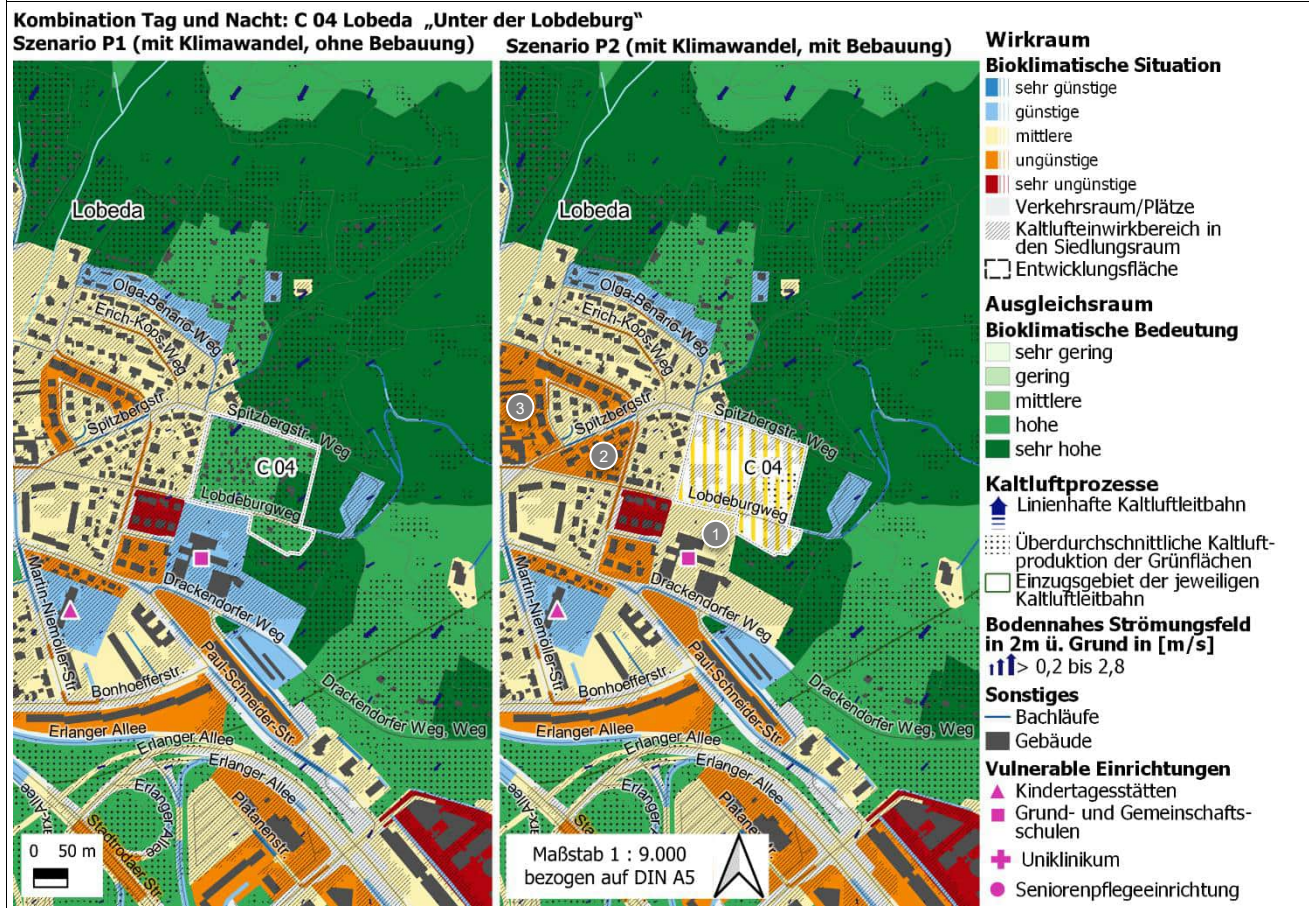 Kombination Tag und Nacht: C 04 Lobeda „Unter der Lobdeburg“
Szenario P1 (mit Klimawandel, ohne Bebauung)
Szenario P2 (mit Klimawandel, mit Bebauung)
Lobeda
Olga-Benario-Weg
Erich-Kops-Weg
Spitzbergstr.
Spitzbergstr., Weg
C 04
Lobdeburgweg
Drackendorfer Weg
Martin-Niemöller-Str.
Paul-Schneider-Str.
Bonhoefferstr.
Drackendorfer Weg, Weg
Erlanger Allee
Erlanger Allee
Erlanger Allee
Erlanger-Allee
Platanenstr.
Stadtrodaer-Str.
0 50 m
Lobeda
Olga-Benario-Weg
Erich-Kops-Weg
3
Spitzbergstr.
2
Spitzbergstr., Weg
C 04
Lobdeburgweg
1
Drackendorfer Weg
Martin-Niemöller-Str.
Paul-Schneider-Str.
Bonhoefferstr.
Drackendorfer Weg, Weg
Erlanger Allee
Erlanger Allee
Erlanger Allee
Erlanger-Allee
Platanenstr.
Maßstab 1 : 9.000
bezogen auf DIN A5
Wirkraum
Bioklimatische Situation
sehr günstige
günstige
mittlere
ungünstige
sehr ungünstige
Verkehrsraum/Plätze
Kaltlufteinwirkbereich in
den Siedlungsraum
Entwicklungsfläche
Ausgleichsraum
Bioklimatische Bedeutung
sehr gering
gering
mittlere
hohe
sehr hohe
Kaltluftprozesse
Linienhafte Kaltluftleitbahn
Überdurchschnittliche Kaltluft-
produktion der Grünflächen
Einzugsgebiet der jeweiligen
Kaltluftleitbahn
Bodennahes Strömungsfeld
in 2m ü. Grund in [m/s]
> 0,2 bis 2,8
Sonstiges
Bachläufe
Gebäude
Vulnerable Einrichtungen
Kindertagesstätten
Grund- und Gemeinschafts-
schulen
Uniklinikum
Seniorenpflegeeinrichtung